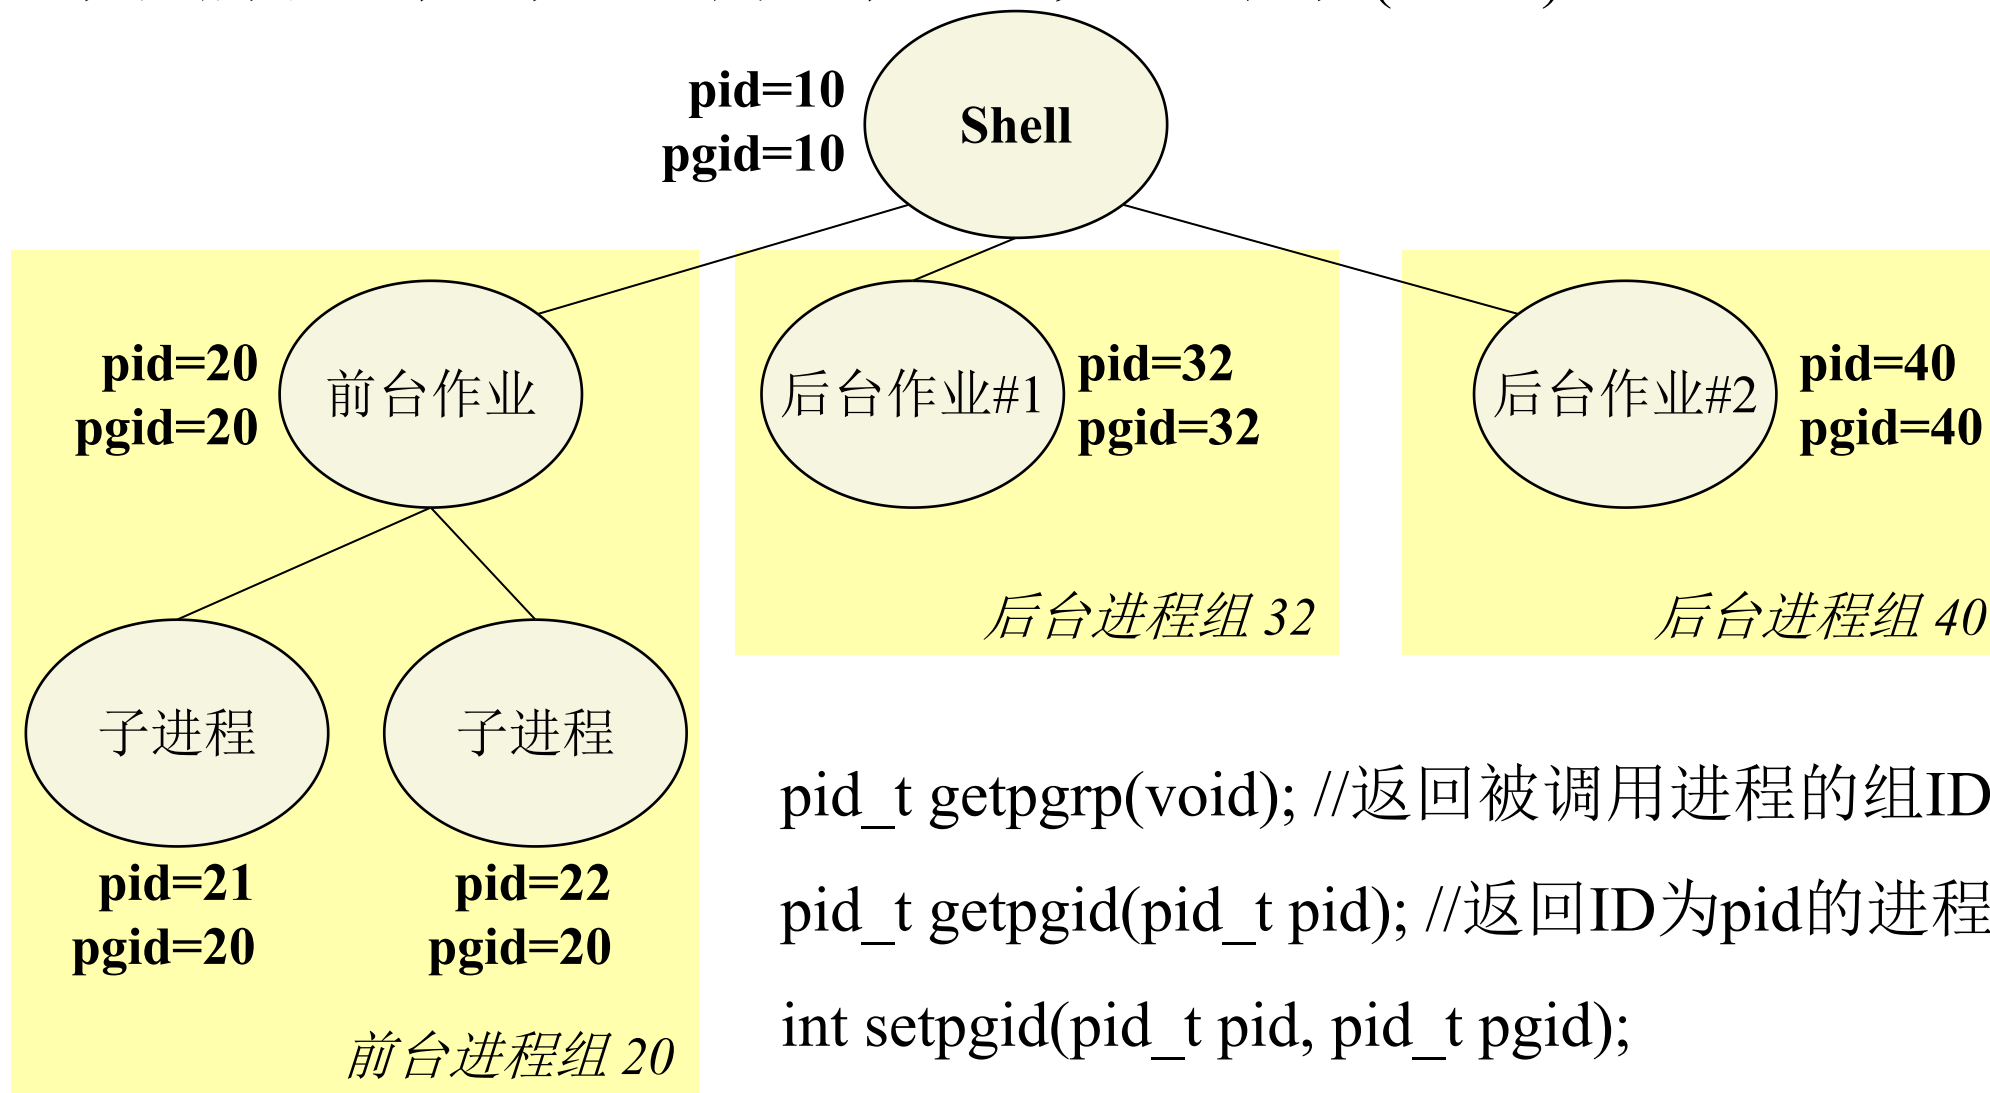 pid=10
pgid=10
Shell
pid=20
pgid=20
前台作业
后台作业#1
pid=32
pgid=32
后台作业#2
pid=40
pgid=40
后台进程组 32
后台进程组 40
子进程
子进程
pid=21
pgid=20
pid=22
pgid=20
前台进程组 20
pid_t getpgrp(void); //返回被调用进程的组ID
pid_t getpgid(pid_t pid); //返回ID为pid的进程
int setpgid(pid_t pid, pid_t pgid);